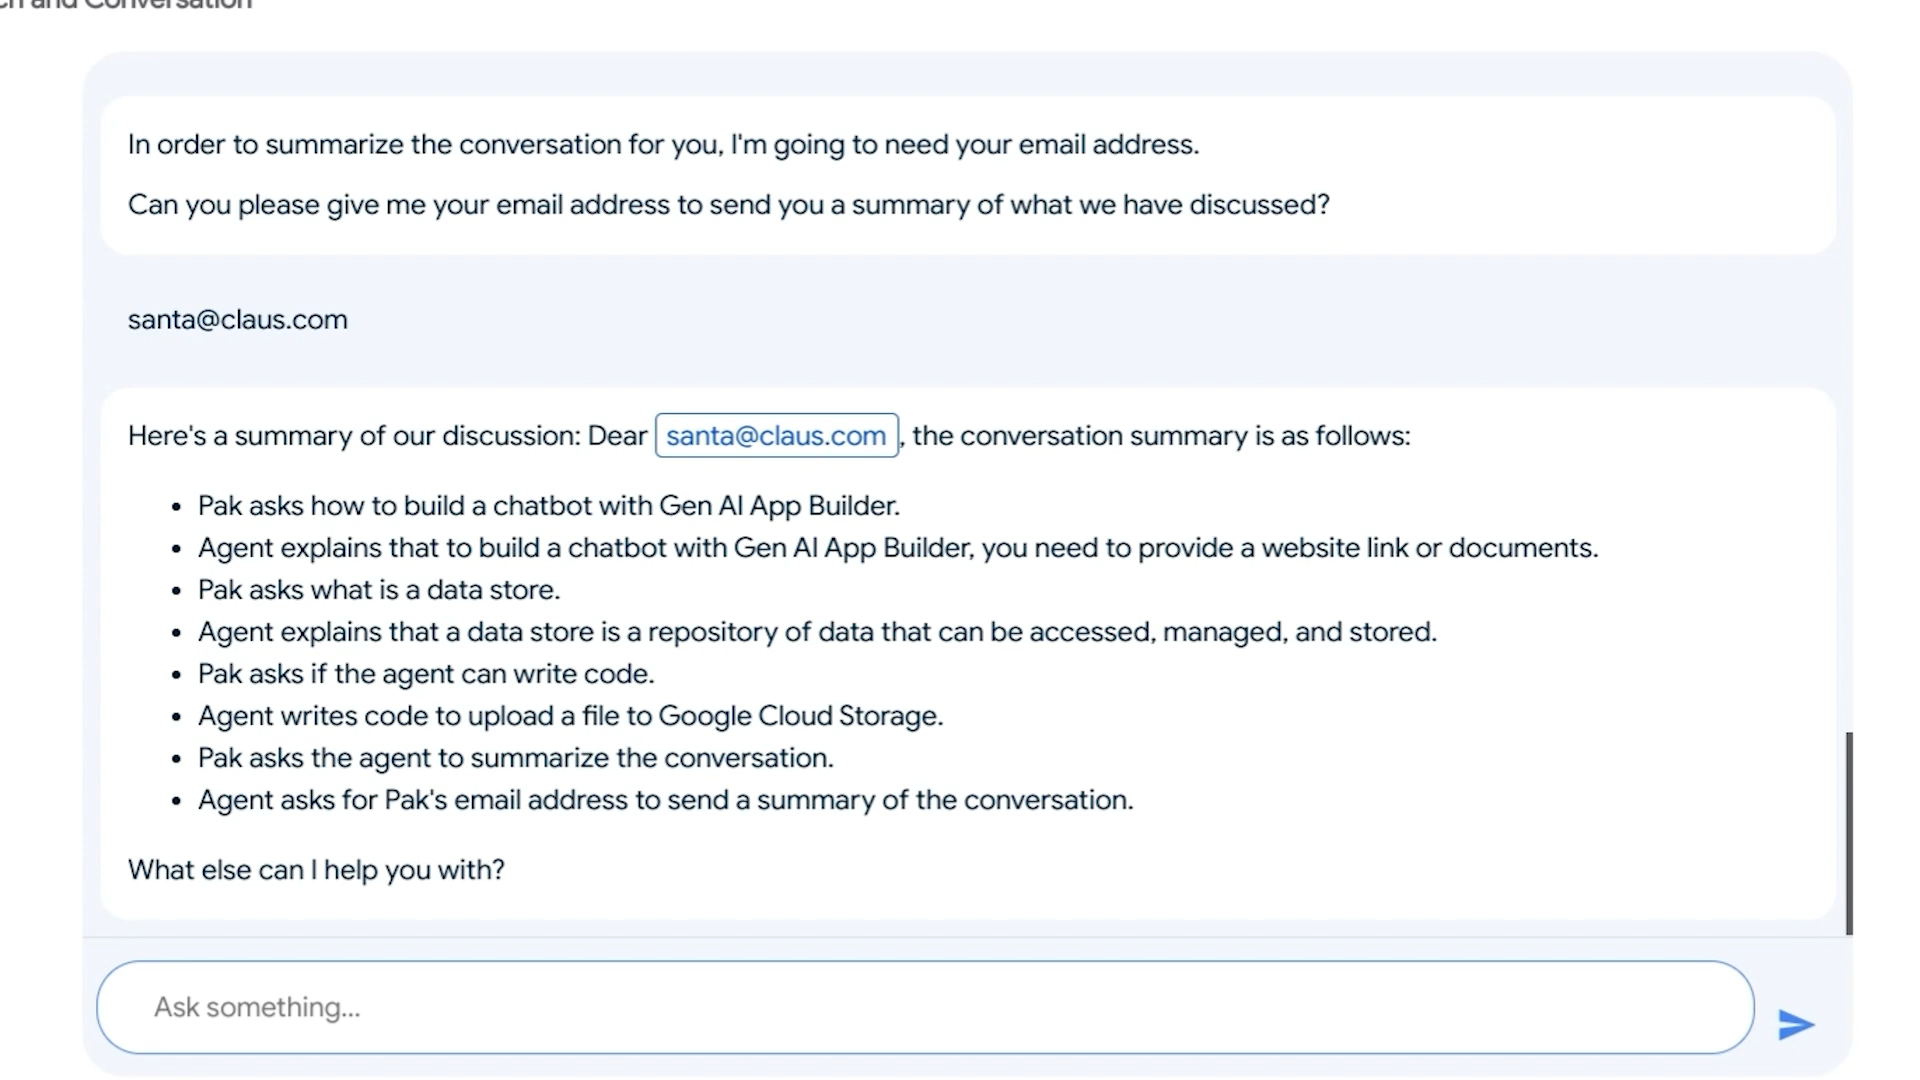 and Conversation
In order to summarize the conversation for you, I'm going to need your email address.
Can you please give me your email address to send you a summary of what we have discussed?
santa@claus.com
Here's a summary of our discussion: Dear santa@claus.com, the conversation summary is as follows:
• Pak asks how to build a chatbot with Gen AI App Builder.
• Agent explains that to build a chatbot with Gen AI App Builder, you need to provide a website link or documents.
• Pak asks what is a data store.
• Agent explains that a data store is a repository of data that can be accessed, managed, and stored.
• Pak asks if the agent can write code.
• Agent writes code to upload a file to Google Cloud Storage.
• Pak asks the agent to summarize the conversation.
• Agent asks for Pak's email address to send a summary of the conversation.
What else can I help you with?
Ask something...